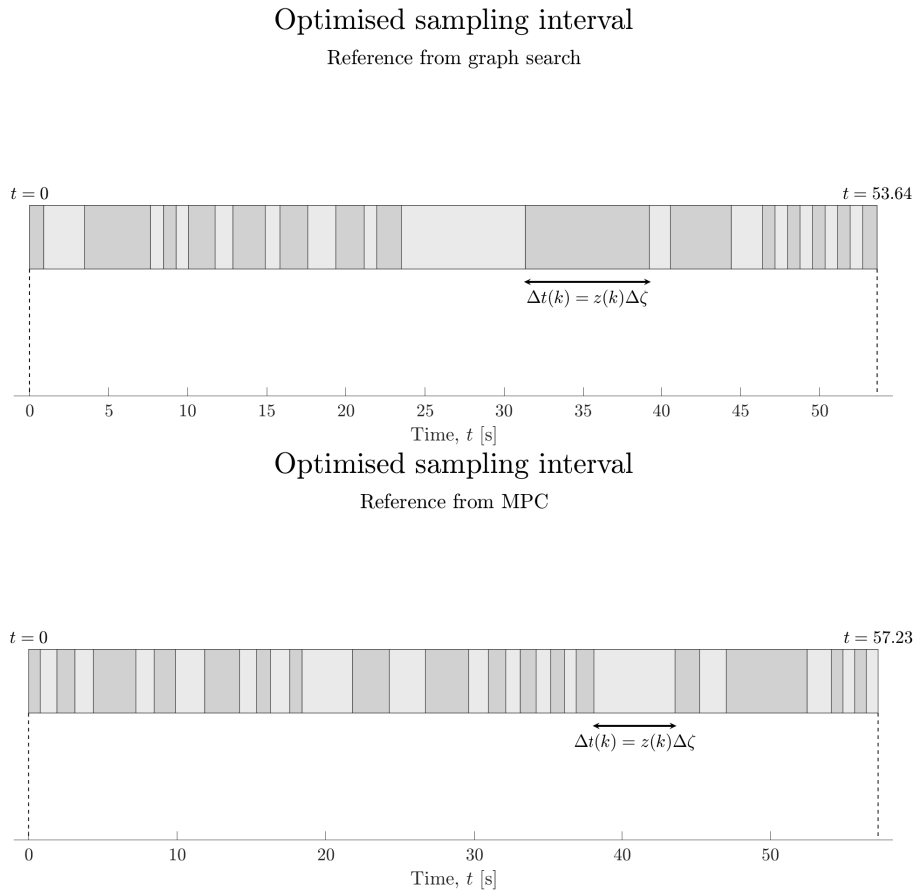 Optimised sampling interval
Reference from graph search
t = 0
t = 53.64
Δt(k) = z(k)Δζ
0 5 10 15 20 25 30 35 40 45 50
Time, t [s]
Optimised sampling interval
Reference from MPC
t = 0
t = 57.23
Δt(k) = z(k)Δζ
0 10 20 30 40 50
Time, t [s]